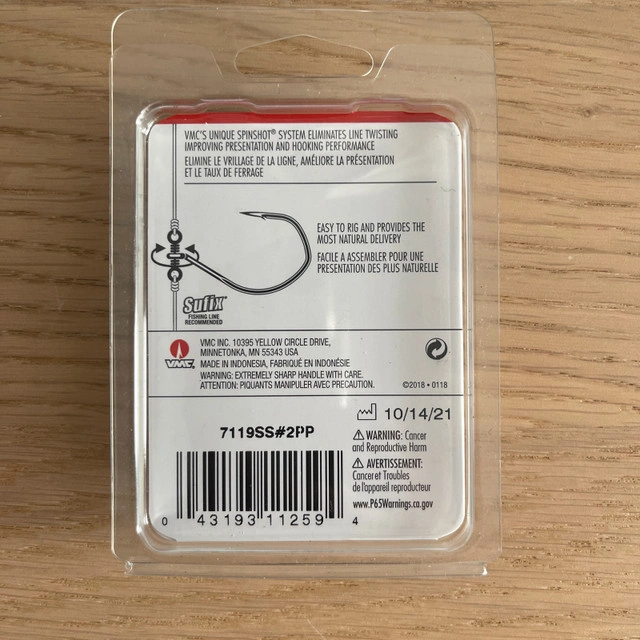 VMC'S UNIQUE SPINSHOT® SYSTEM ELIMINATES LINE TWISTING
IMPROVING PRESENTATION AND HOOKING PERFORMANCE
ELIMINE LE VRILLAGE DE LA LIGNE, AMÉLIORE LA PRÉSENTATION
ET LE TAUX DE FERRAGE
EASY TO RIG AND PROVIDES THE
MOST NATURAL DELIVERY
FACILE A ASSEMBLER POUR UNE
PRESENTATION DES PLUS NATURELLE
Sufix
FISHING LINE
RECOMMENDED
VMC
VMC INC. 10395 YELLOW CIRCLE DRIVE,
MINNETONKA, MN 55343 USA
MADE IN INDONESIA, FABRIQUÉ EN INDONÉSIE
WARNING: EXTREMELY SHARP HANDLE WITH CARE.
ATTENTION: PIQUANTS MANIPULER AVEC PRECAUTION.
©2018 • 0118
10/14/21
7119SS#2PP
WARNING: Cancer
and Reproductive Harm
AVERTISSEMENT:
Cancer et Troubles
de l'appareil reproducteur
www.P65Warnings.ca.gov
0 43193 11259 4